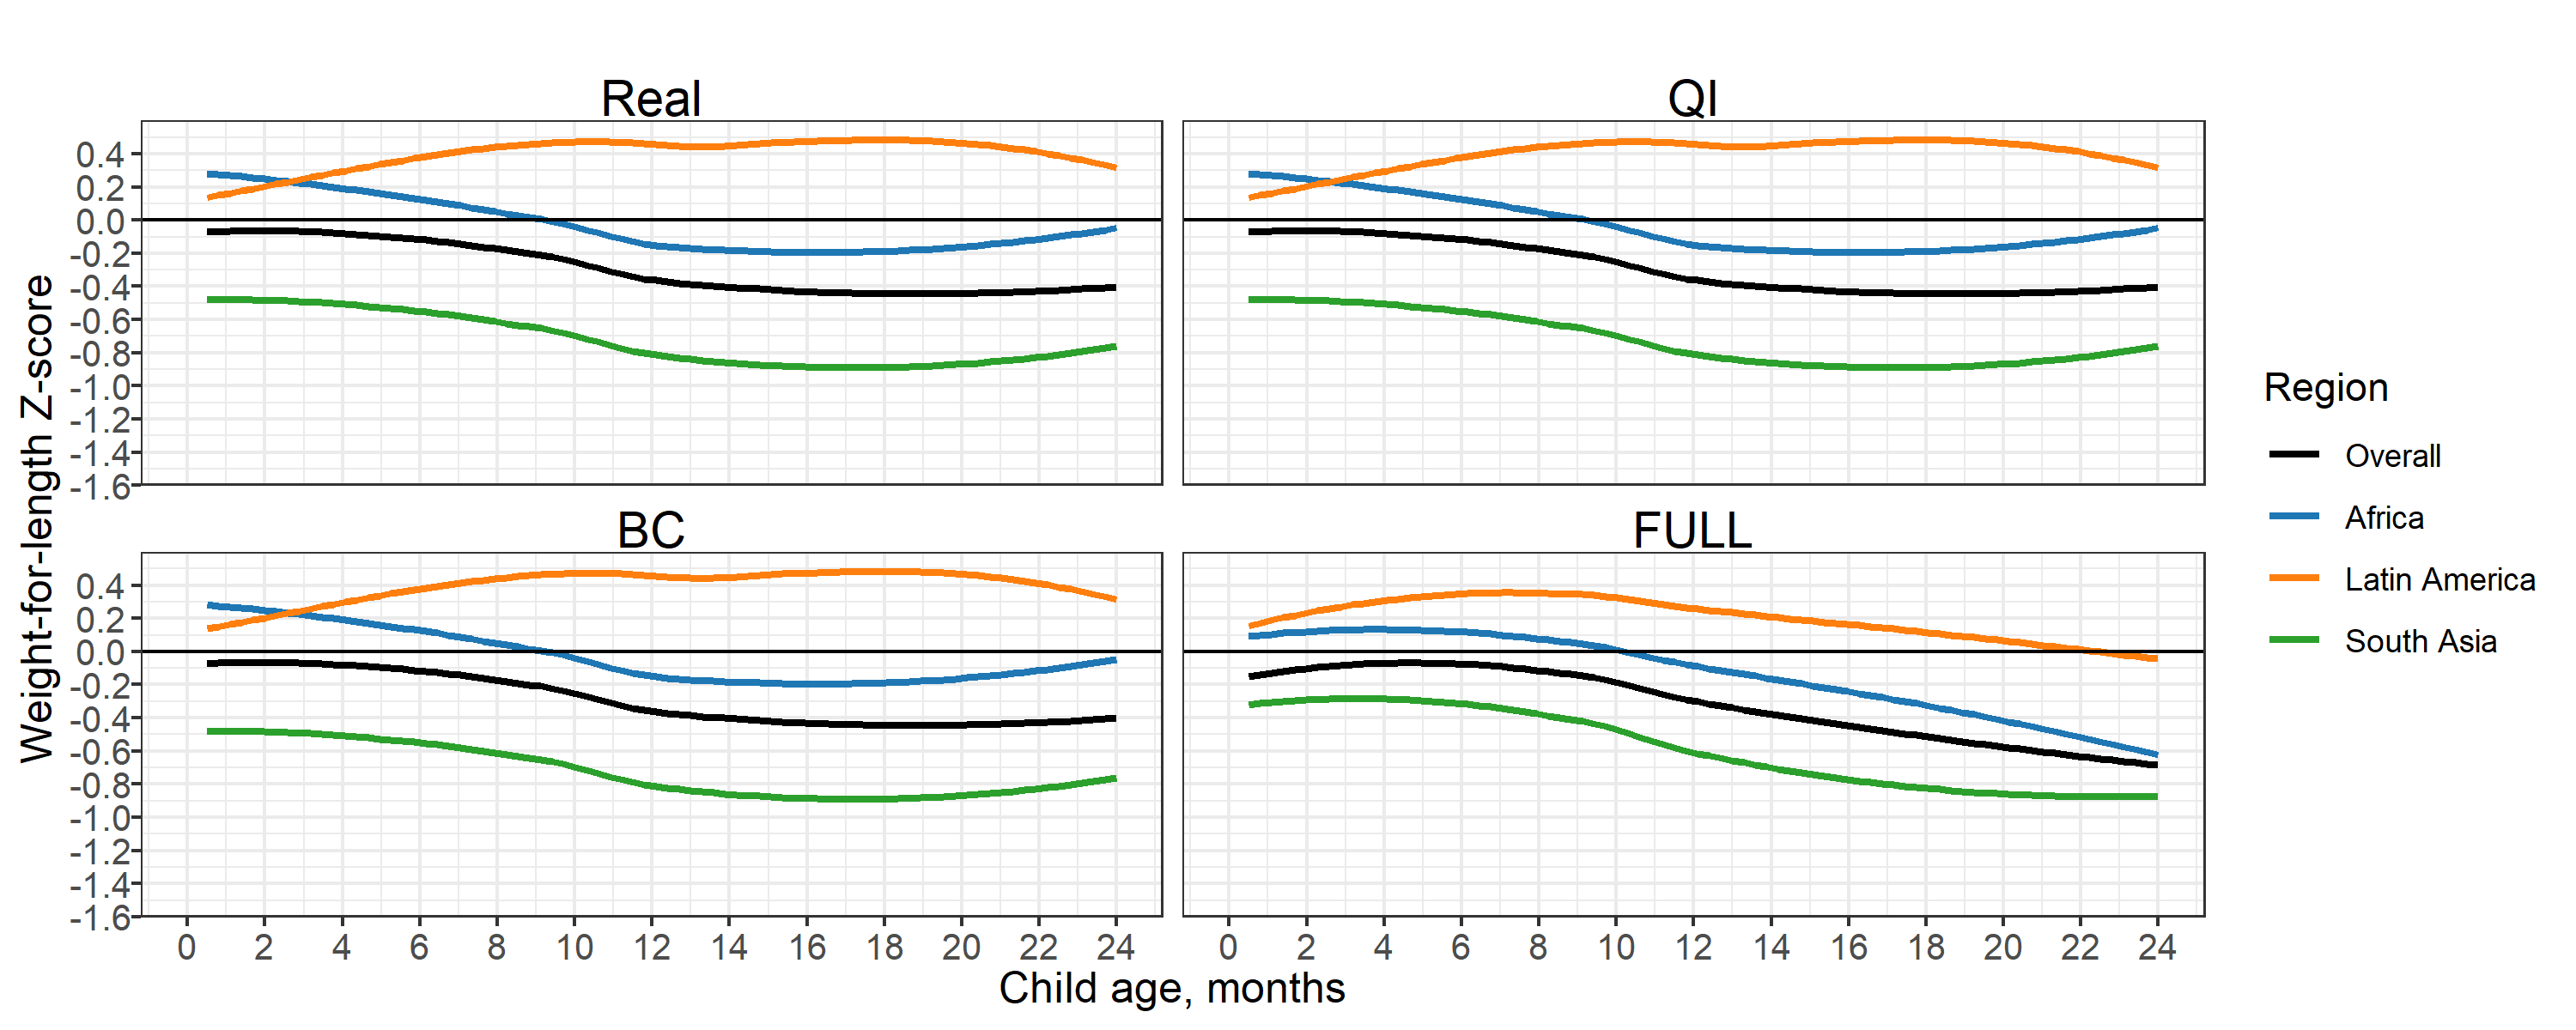 Real
QI
0.4
0.2
0.0
-0.2
-0.4
-0.6
-0.8
-1.0
-1.2
-1.4
-1.6
BC
FULL
0.4
0.2
0.0
-0.2
-0.4
-0.6
-0.8
-1.0
-1.2
-1.4
-1.6
Weight-for-length Z-score
0 2 4 6 8 10 12 14 16 18 20 22 24
0 2 4 6 8 10 12 14 16 18 20 22 24
Child age, months
Region
Overall
Africa
Latin America
South Asia